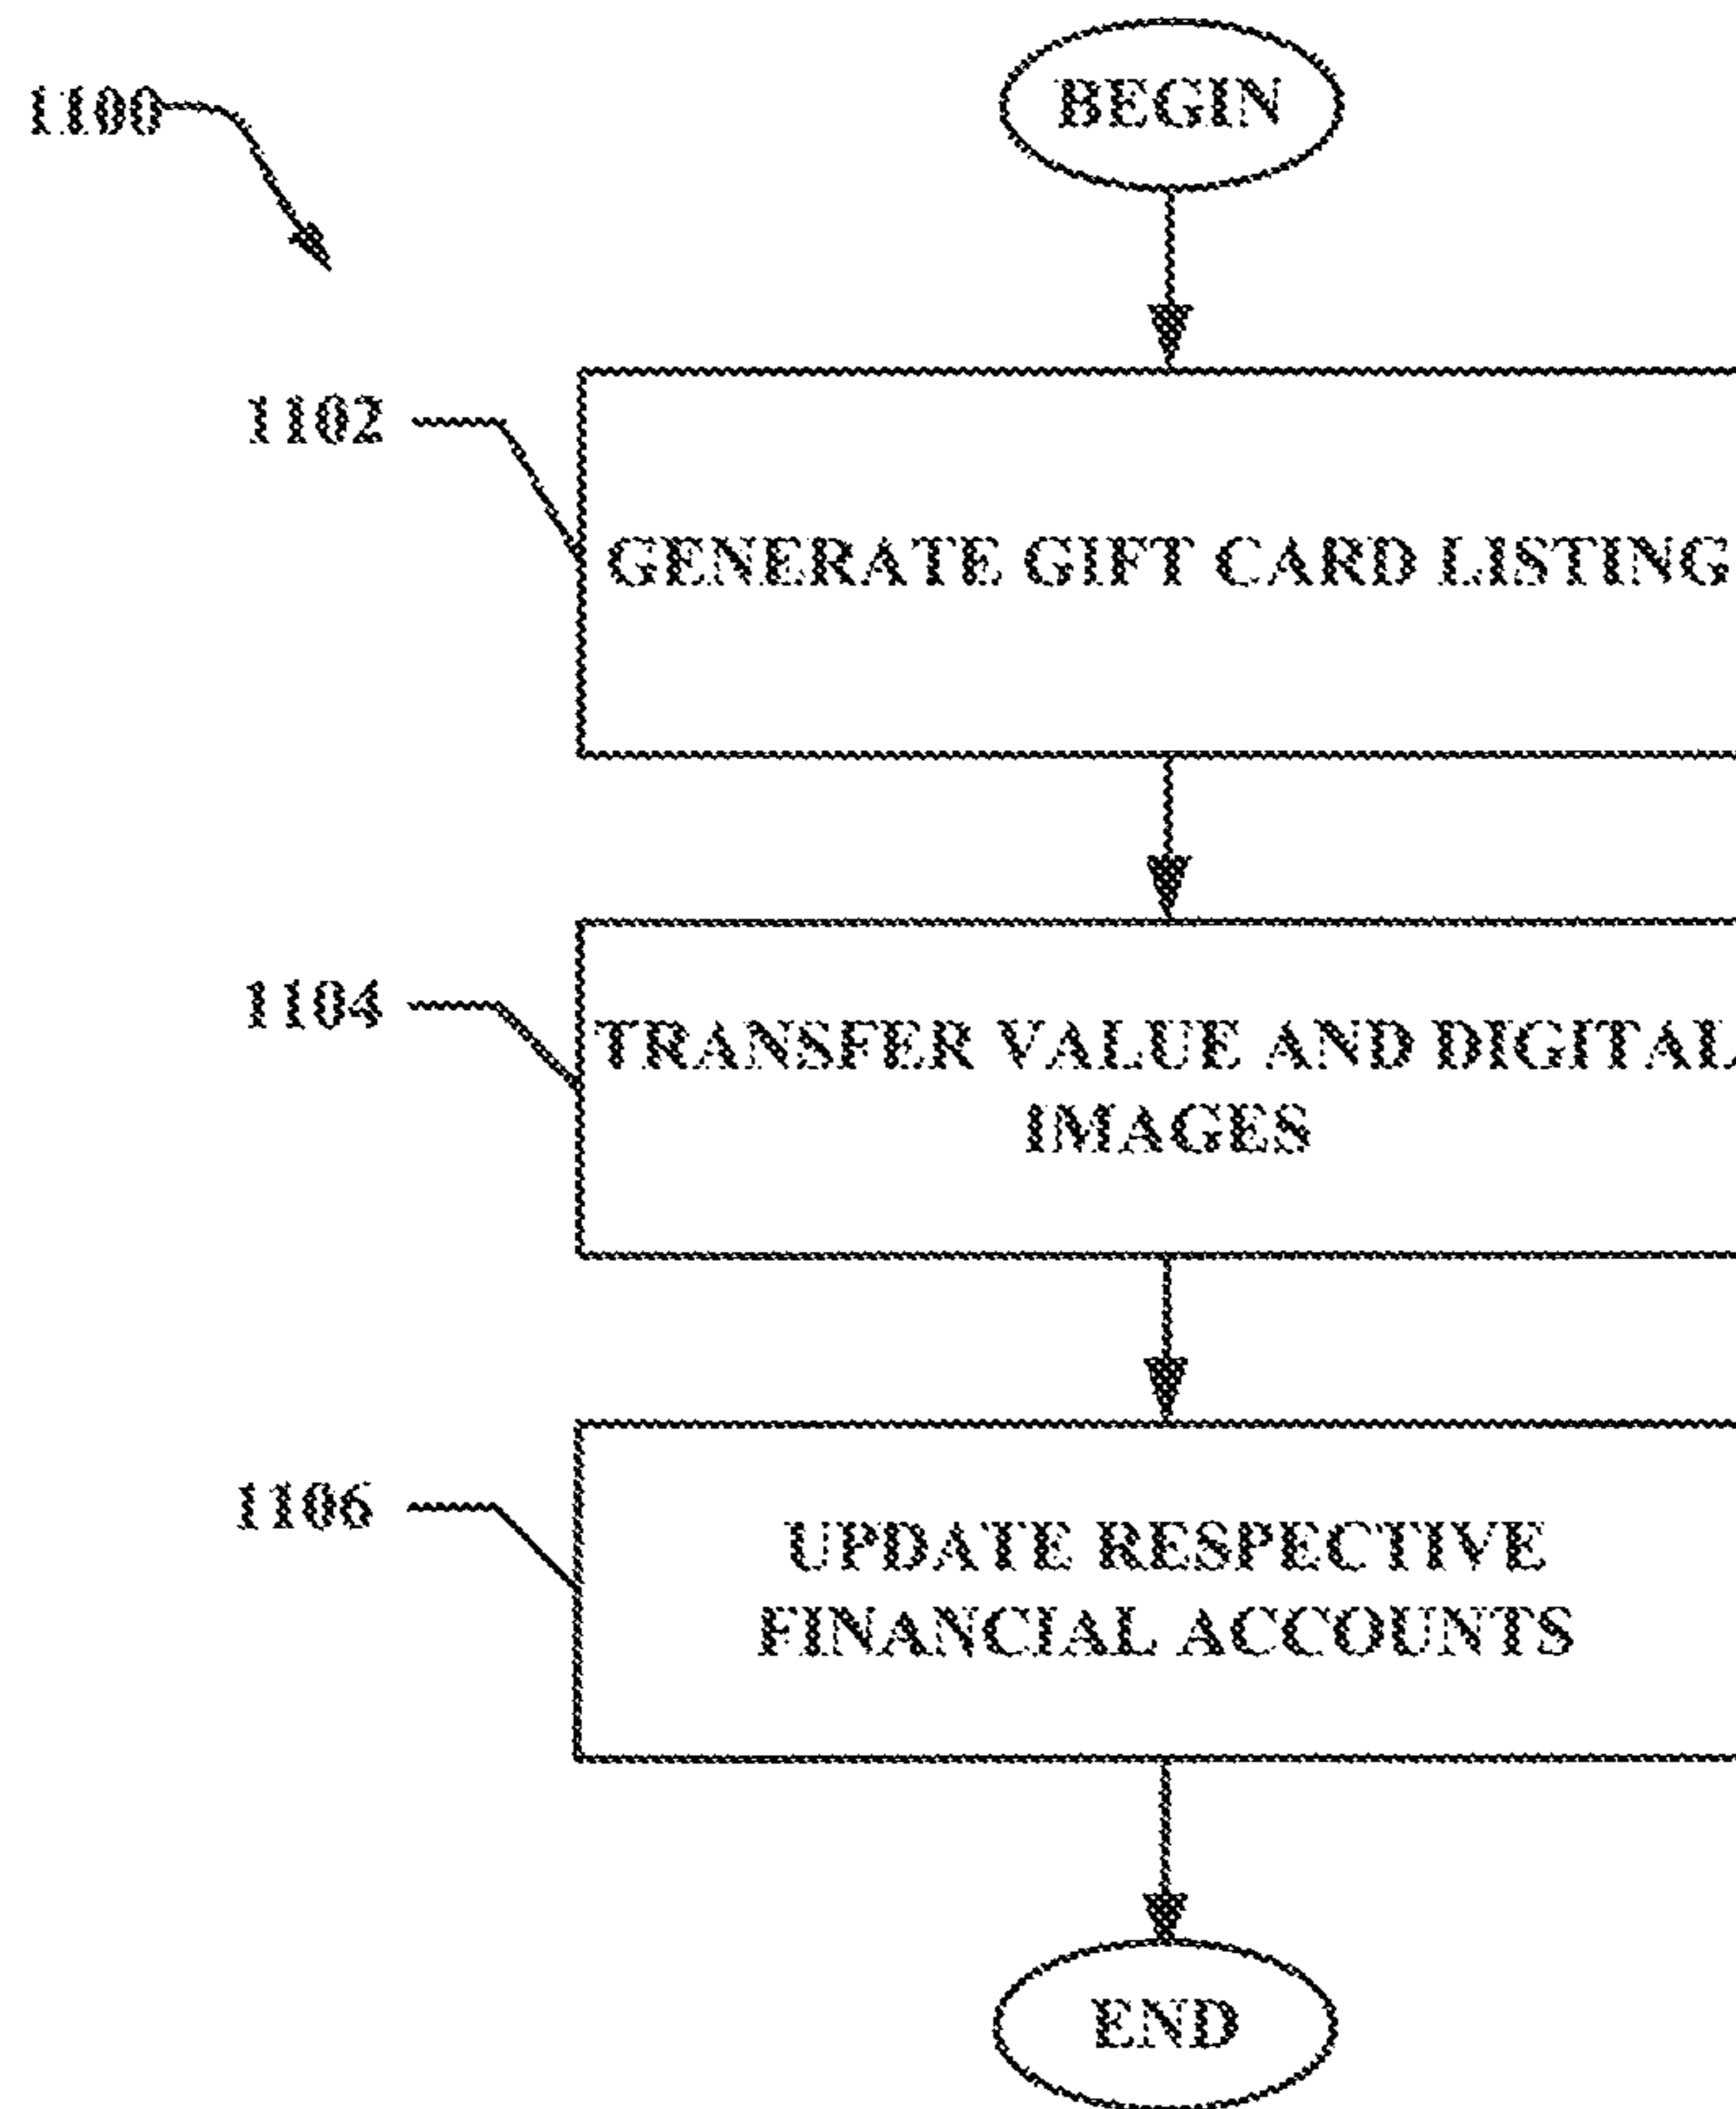 1100
BEGIN
1102
GENERATE GIFT CARD LISTING
1104
TRANSFER VALUE AND DIGITAL
IMAGES
1106
UPDATE RESPECTIVE
FINANCIAL ACCOUNTS
END